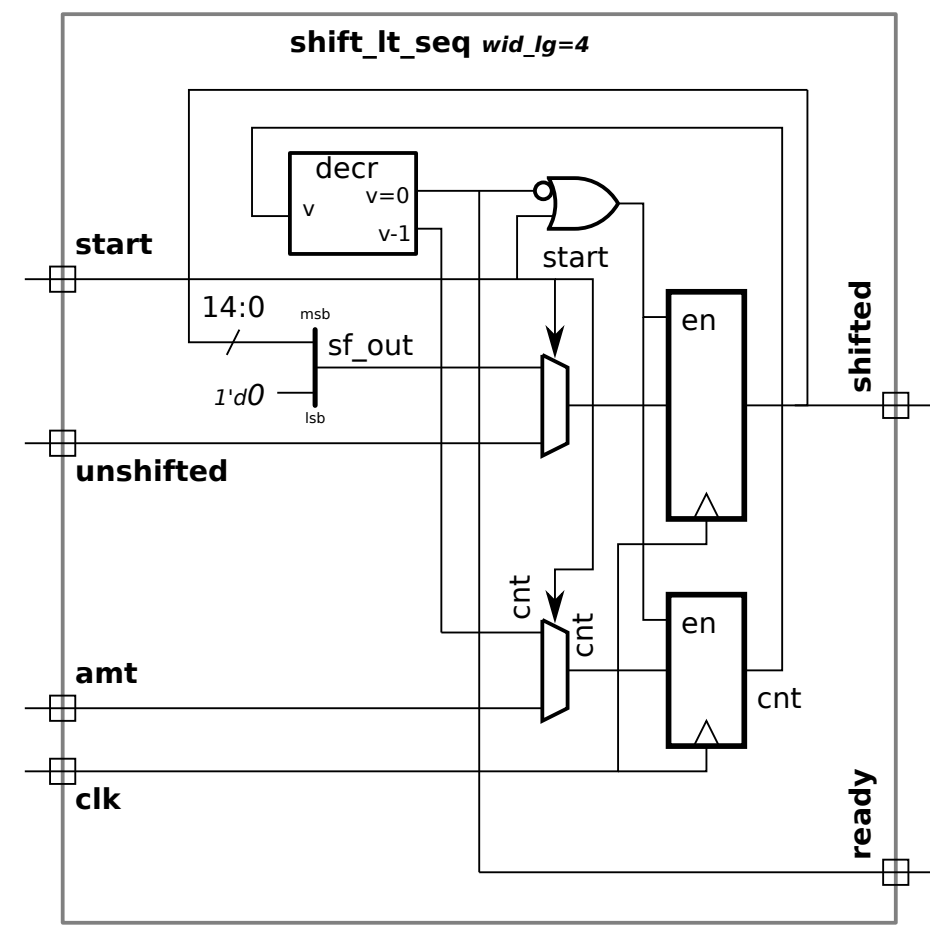 shift_lt_seq wid_lg=4
decr
v=0
v
v-1
start
start
14:0
msb
en
shifted
sf_out
1'd0
lsb
unshifted
cnt
cnt
en
amt
cnt
clk
ready